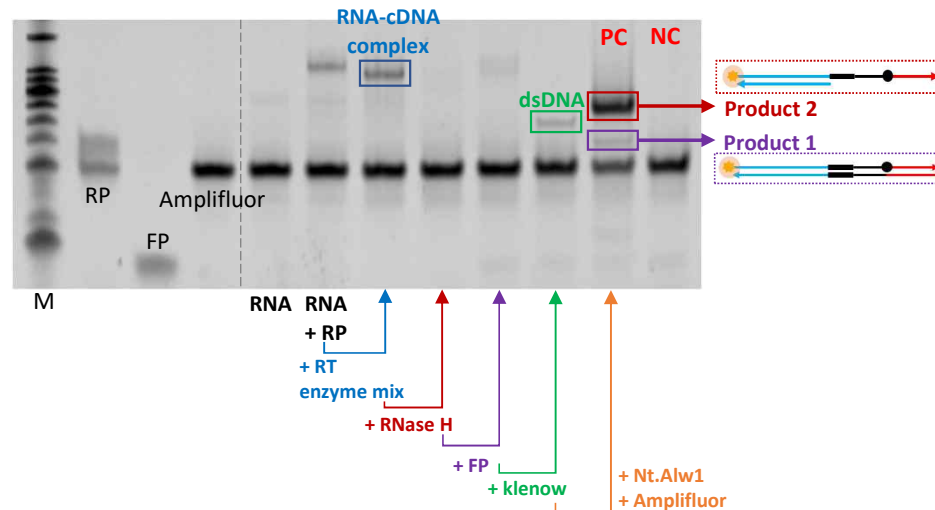 RNA-cDNA
complex
PC
NC
dsDNA
Product 2
Product 1
RP
FP
Amplifluor
M
RNA
RNA
+ RP
+ RT
enzyme mix
+ RNase H
+ FP
+ klenow
+ Nt.Alw1
+ Amplifluor